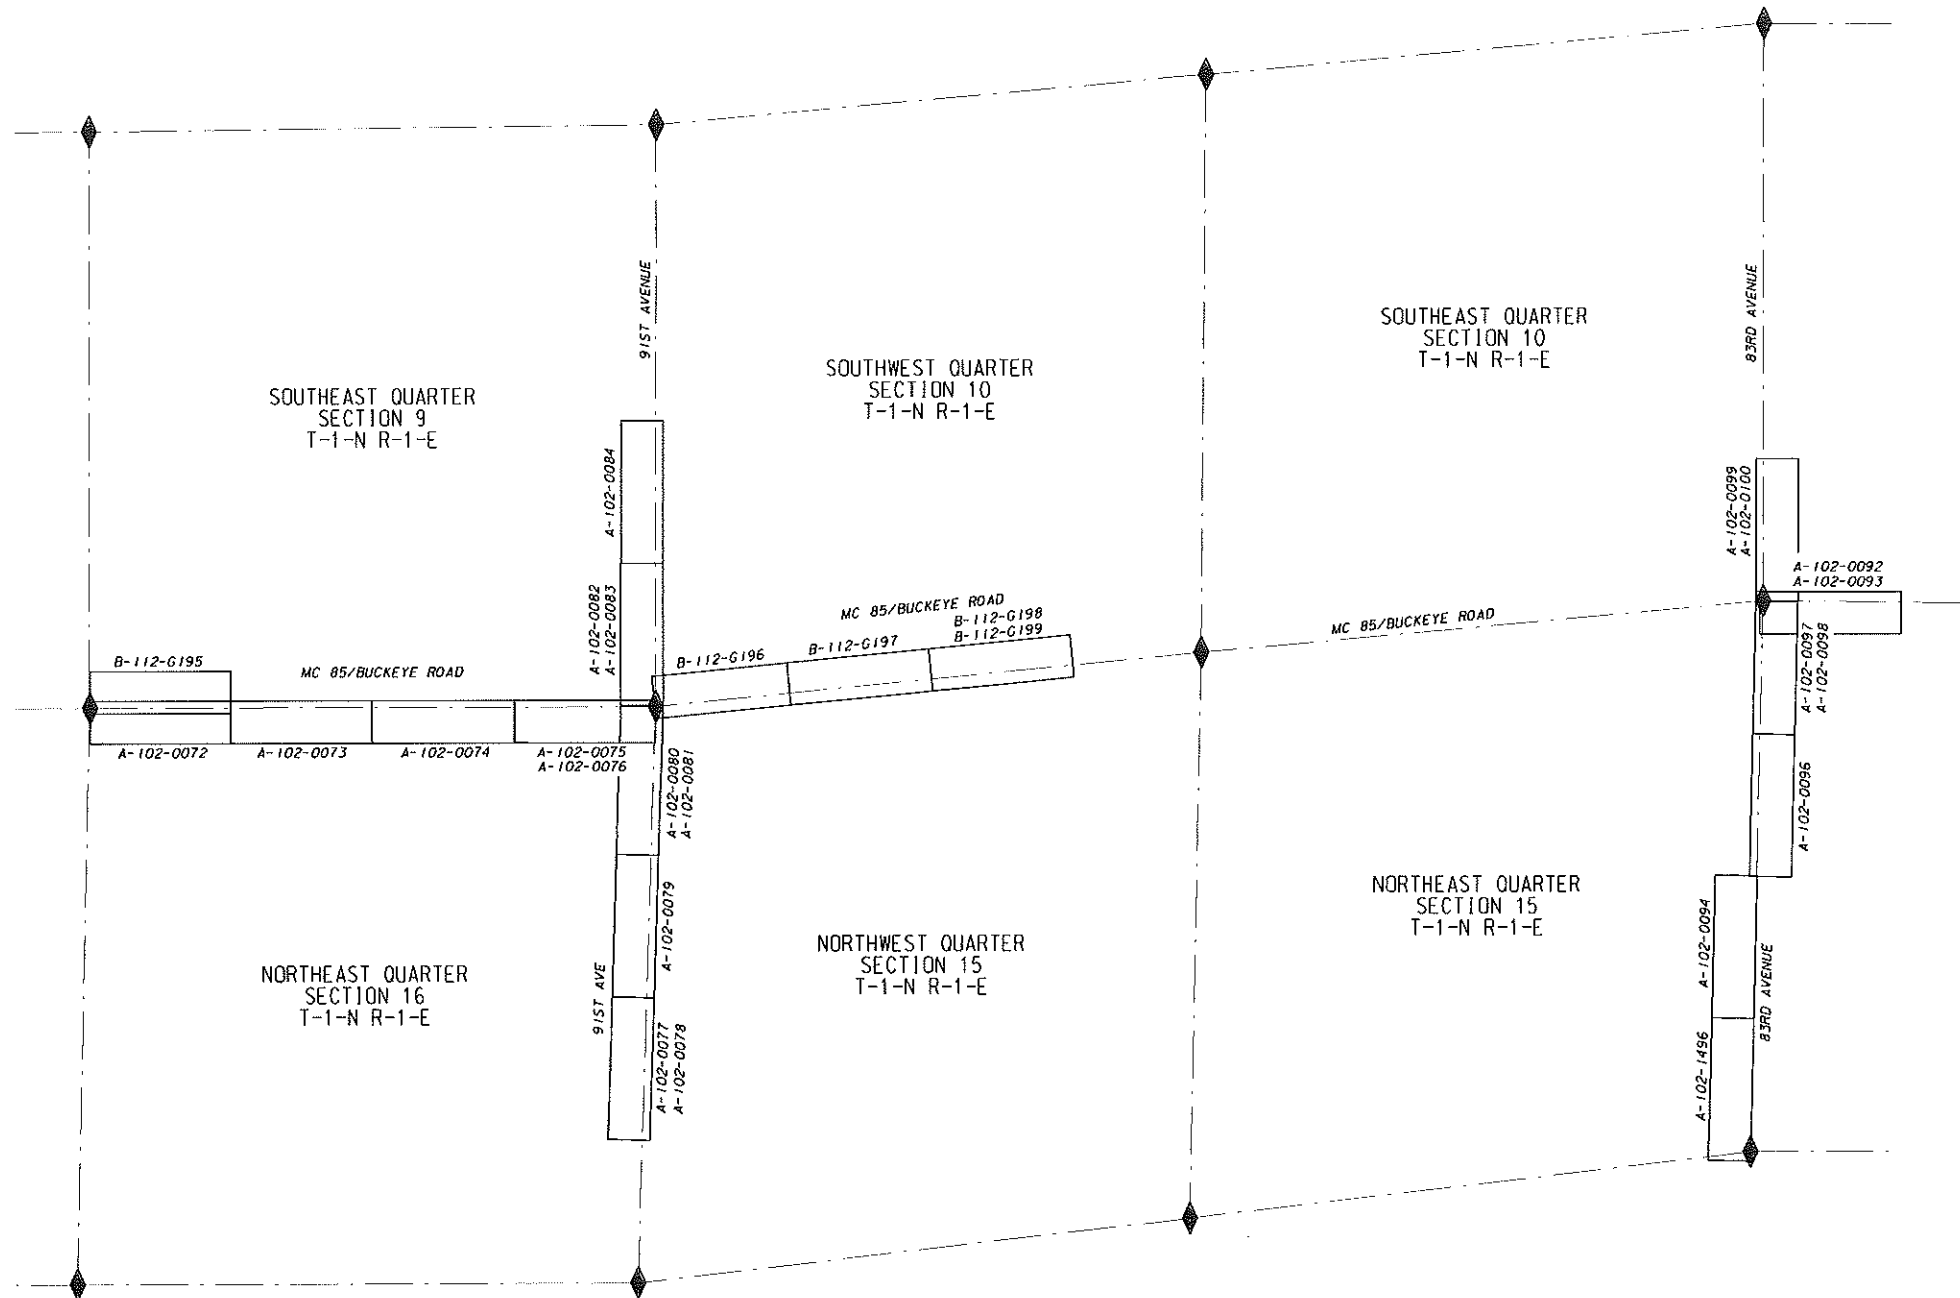 91ST AVENUE
83RD AVENUE
SOUTHEAST QUARTER
SECTION 10
T-1-N R-1-E
SOUTHWEST QUARTER
SECTION 10
T-1-N R-1-E
SOUTHEAST QUARTER
SECTION 9
T-1-N R-1-E
A-102-0084
A-102-0099
A-102-0100
A-102-0092
A-102-0093
A-102-0082
A-102-0083
MC 85/BUCKEYE ROAD
B-112-G198
B-112-G199
MC 85/BUCKEYE ROAD
B-112-G197
B-112-G196
B-112-G195
MC 85/BUCKEYE ROAD
A-102-0097
A-102-0098
A-102-0072
A-102-0073
A-102-0074
A-102-0075
A-102-0076
A-102-0080
A-102-0081
A-102-0096
A-102-0079
NORTHEAST QUARTER
SECTION 15
T-1-N R-1-E
A-102-0094
NORTHWEST QUARTER
SECTION 15
T-1-N R-1-E
NORTHEAST QUARTER
SECTION 16
T-1-N R-1-E
91ST AVE
83RD AVENUE
A-102-0077
A-102-0078
A-102-1496